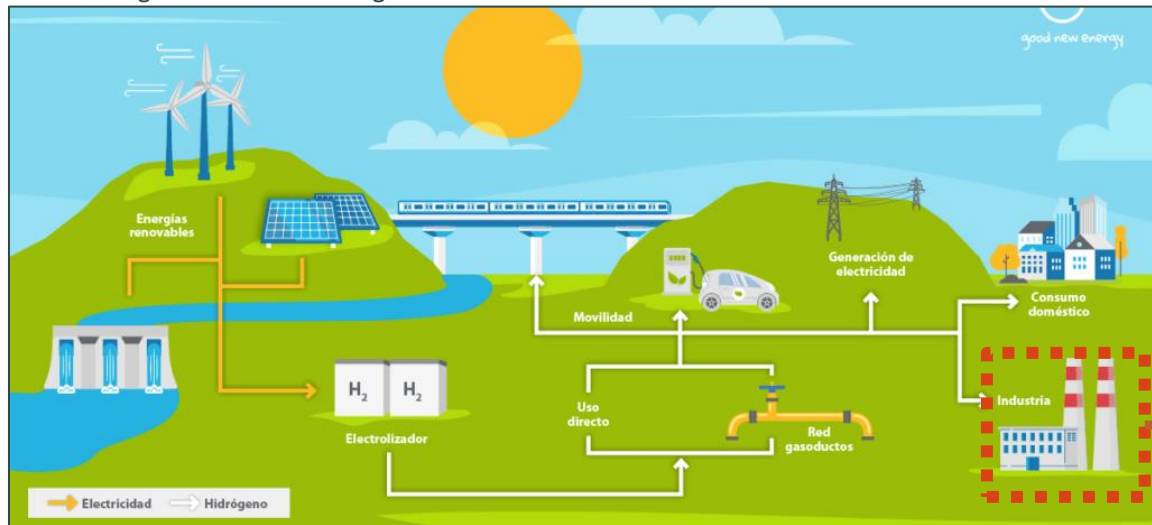 good new energy
Energías
renovables
Generación de
electricidad
Consumo
doméstico
Movilidad
H2 H2
Electrolizador
Uso
directo
Red
gasoductos
Industria
Electricidad Hidrógeno